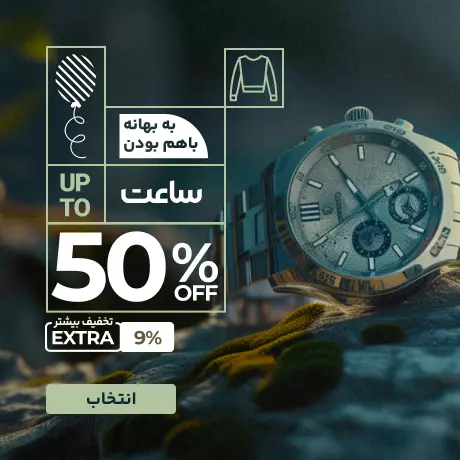 به بهانه
باهم بودن
UP
TO
ساعت
50%
OFF
تخفیف بیشتر
EXTRA 9%
انتخاب